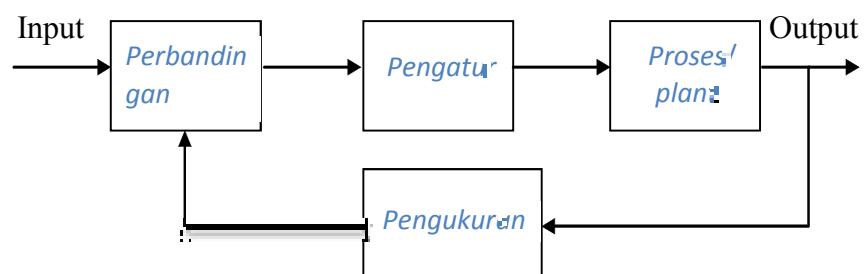 Input
Output
Perbandin
gan
Pengatur
Proses/
plant
Pengukuran